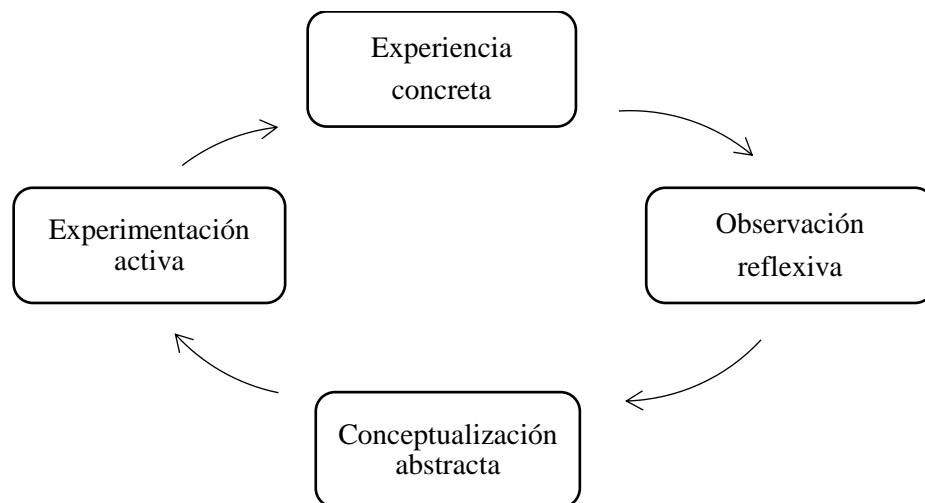 Experiencia
concreta
Observación
reflexiva
Conceptualización
abstracta
Experimentación
activa